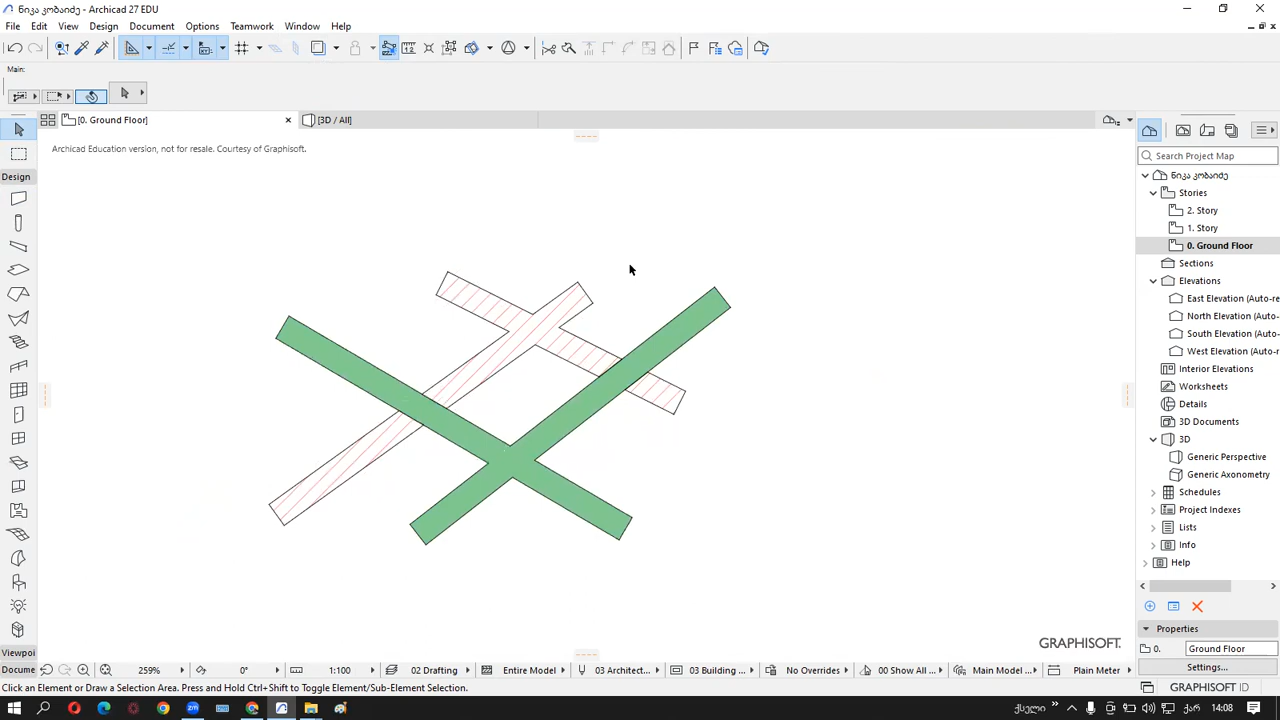 ნიკა კობაიძე - Archicad 27 EDU
File Edit View Design Document Options Teamwork Window Help
Main:
[0. Ground Floor]
[3D / All]
Archicad Education version, not for resale. Courtesy of Graphisoft.
Search Project Map
Design
ნიკა კობაიძე
Stories
2. Story
1. Story
0. Ground Floor
Sections
Elevations
East Elevation (Auto-re
North Elevation (Auto-
South Elevation (Auto-
West Elevation (Auto-r
Interior Elevations
Worksheets
Details
3D Documents
3D
Generic Perspective
Generic Axonometry
Schedules
Project Indexes
Lists
Info
Help
Properties
0. Ground Floor
Settings...
GRAPHISOFT.
Viewpoi
Docume
259% 0° 1:100 02 Drafting Entire Model 03 Architect... 03 Building ... No Overrides 00 Show All ... Main Model ... Plain Meter
Click an Element or Draw a Selection Area. Press and Hold Ctrl+Shift to Toggle Element/Sub-Element Selection.
GRAPHISOFT ID
ქსელი ქარ 14:08